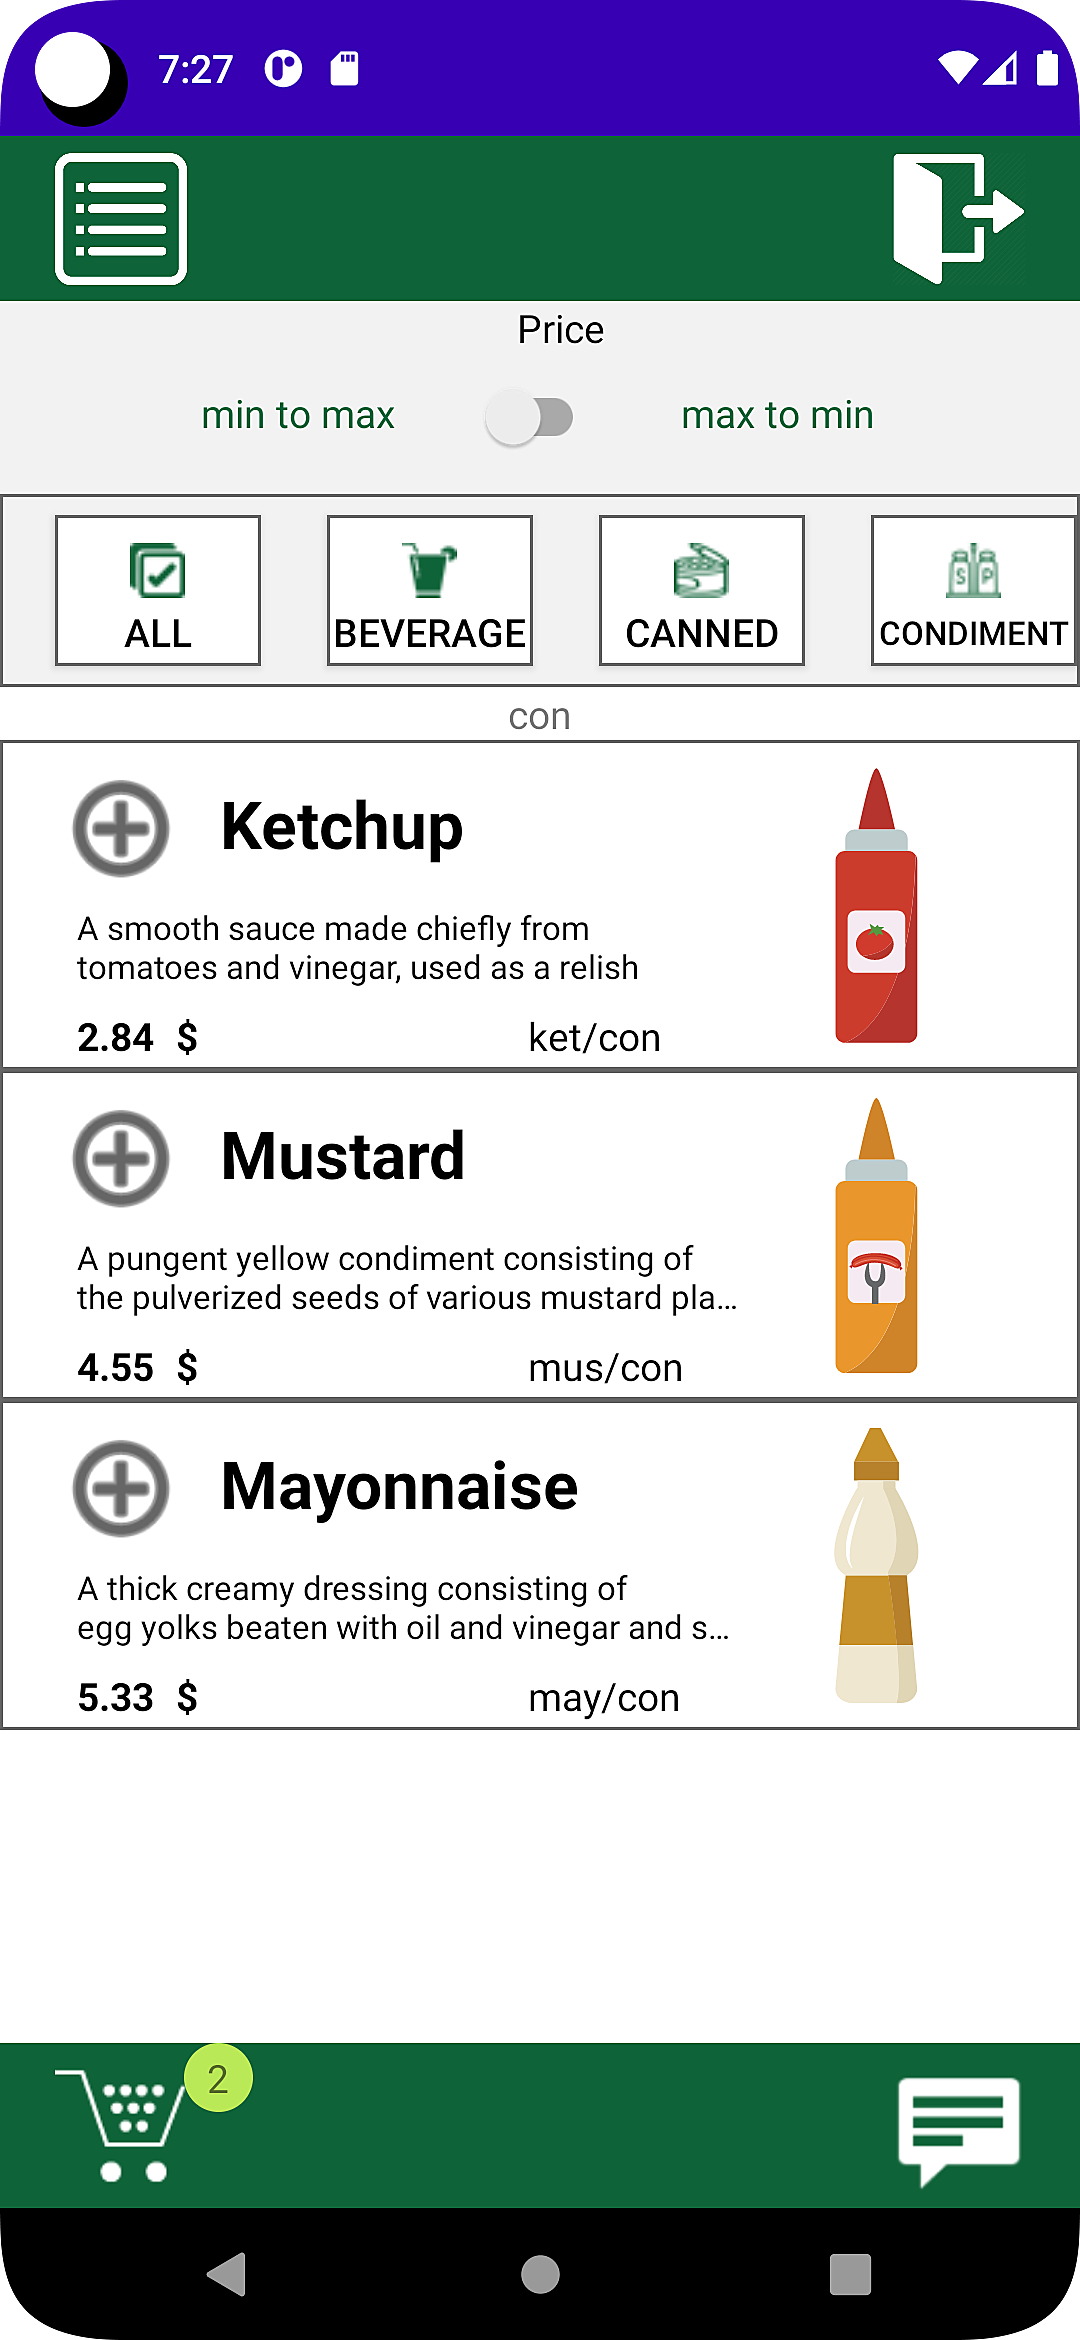 7:27
Price
min to max
max to min
ALL
BEVERAGE
CANNED
CONDIMENT
S P
con
Ketchup
A smooth sauce made chiefly from
tomatoes and vinegar, used as a relish
2.84 $
ket/con
Mustard
A pungent yellow condiment consisting of
the pulverized seeds of various mustard pla...
4.55 $
mus/con
Mayonnaise
A thick creamy dressing consisting of
egg yolks beaten with oil and vinegar and s...
5.33 $
may/con
2